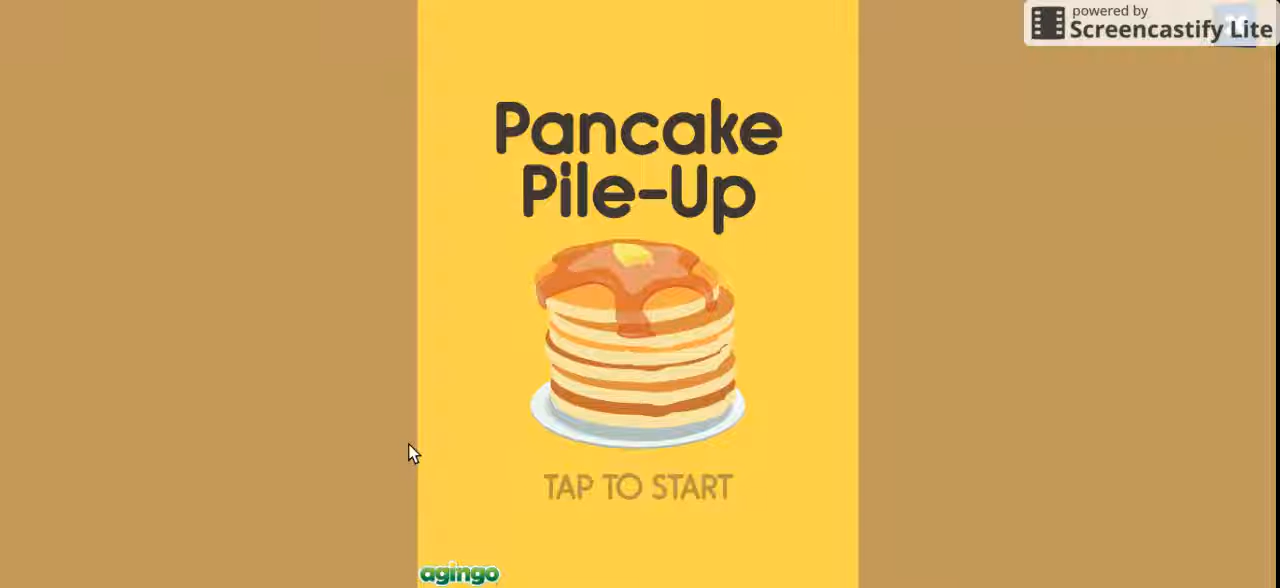 powered by
Screencastify Lite
Pancake
Pile-Up
TAP TO START
agingo